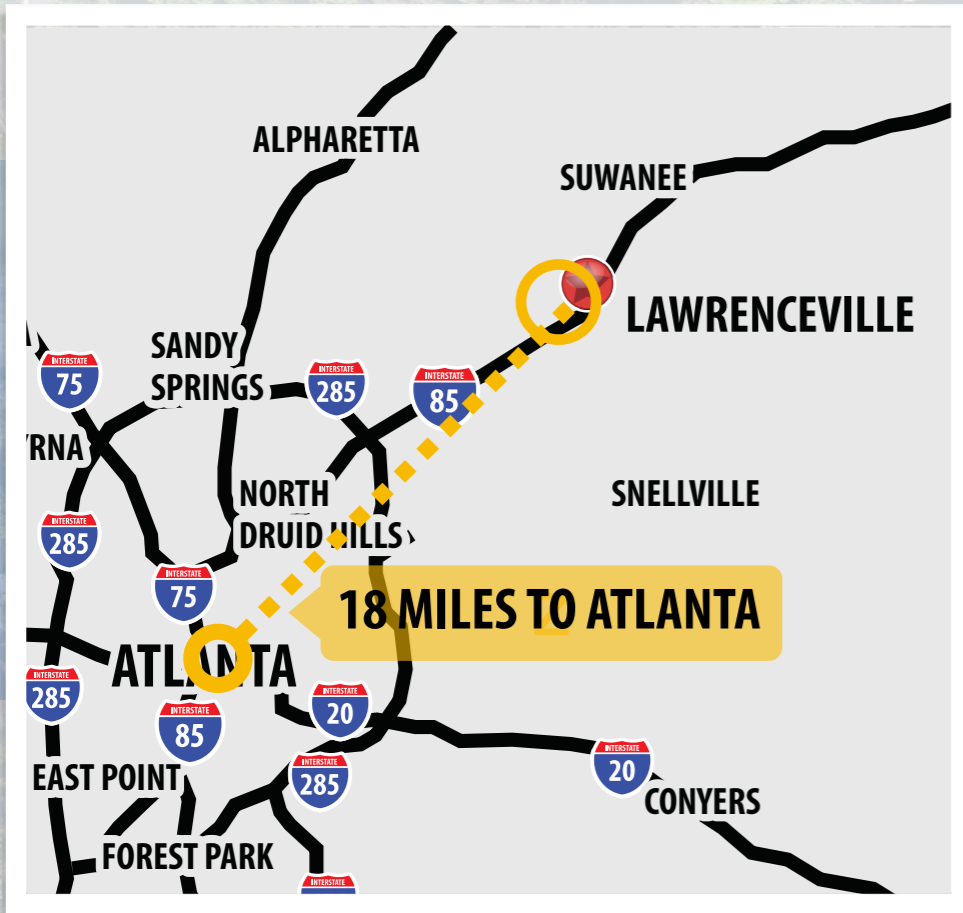 ALPHARETTA
SUWANEE
LAWRENCEVILLE
SANDY
SPRINGS
INTERSTATE
75
INTERSTATE
285
INTERSTATE
85
YRNA
NORTH
DRUID HILLS
SNELLVILLE
INTERSTATE
285
INTERSTATE
75
18 MILES TO ATLANTA
ATLANTA
INTERSTATE
285
INTERSTATE
85
INTERSTATE
20
INTERSTATE
285
INTERSTATE
20
EAST POINT
CONYERS
FOREST PARK
INTERSTATE